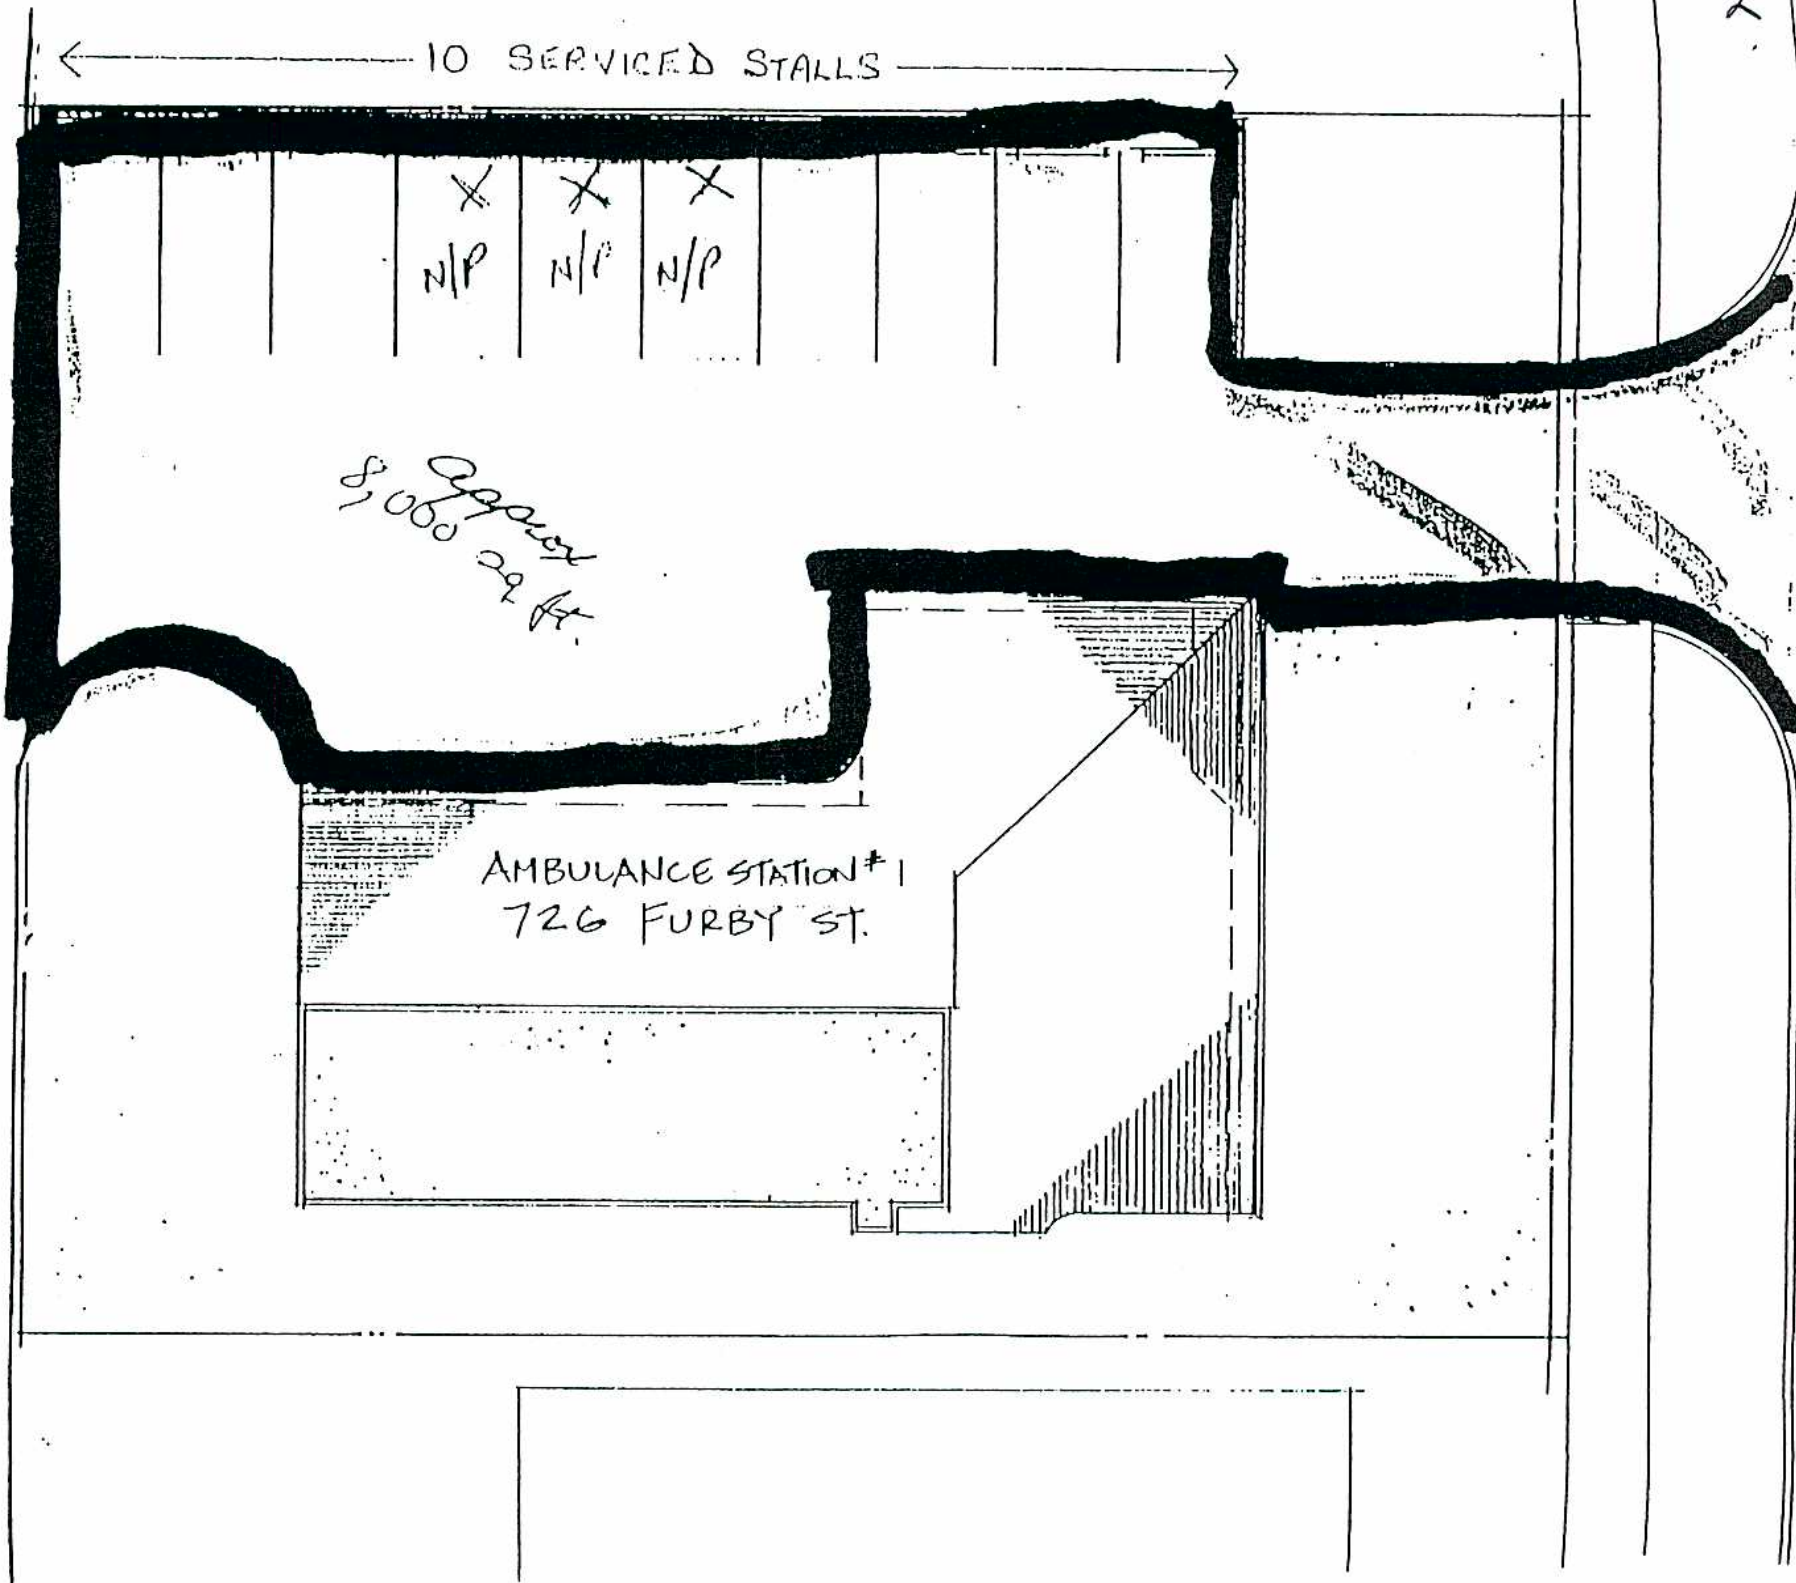 10 SERVICED STALLS
X X X
N/P N/P N/P
approx
8,000 sq ft.
AMBULANCE STATION #1
726 FURBY ST.